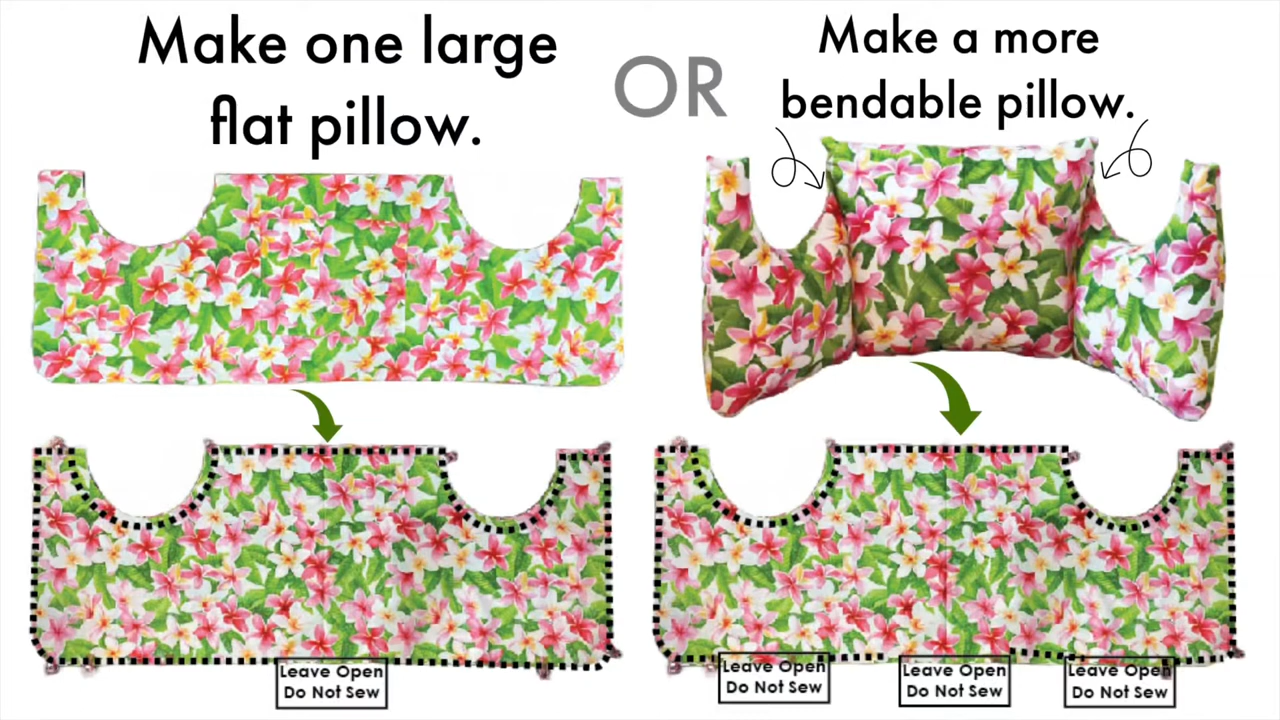 Make one large
flat pillow.
OR
Make a more
bendable pillow.
Leave Open
Do Not Sew
Leave Open
Do Not Sew
Leave Open
Do Not Sew
Leave Open
Do Not Sew